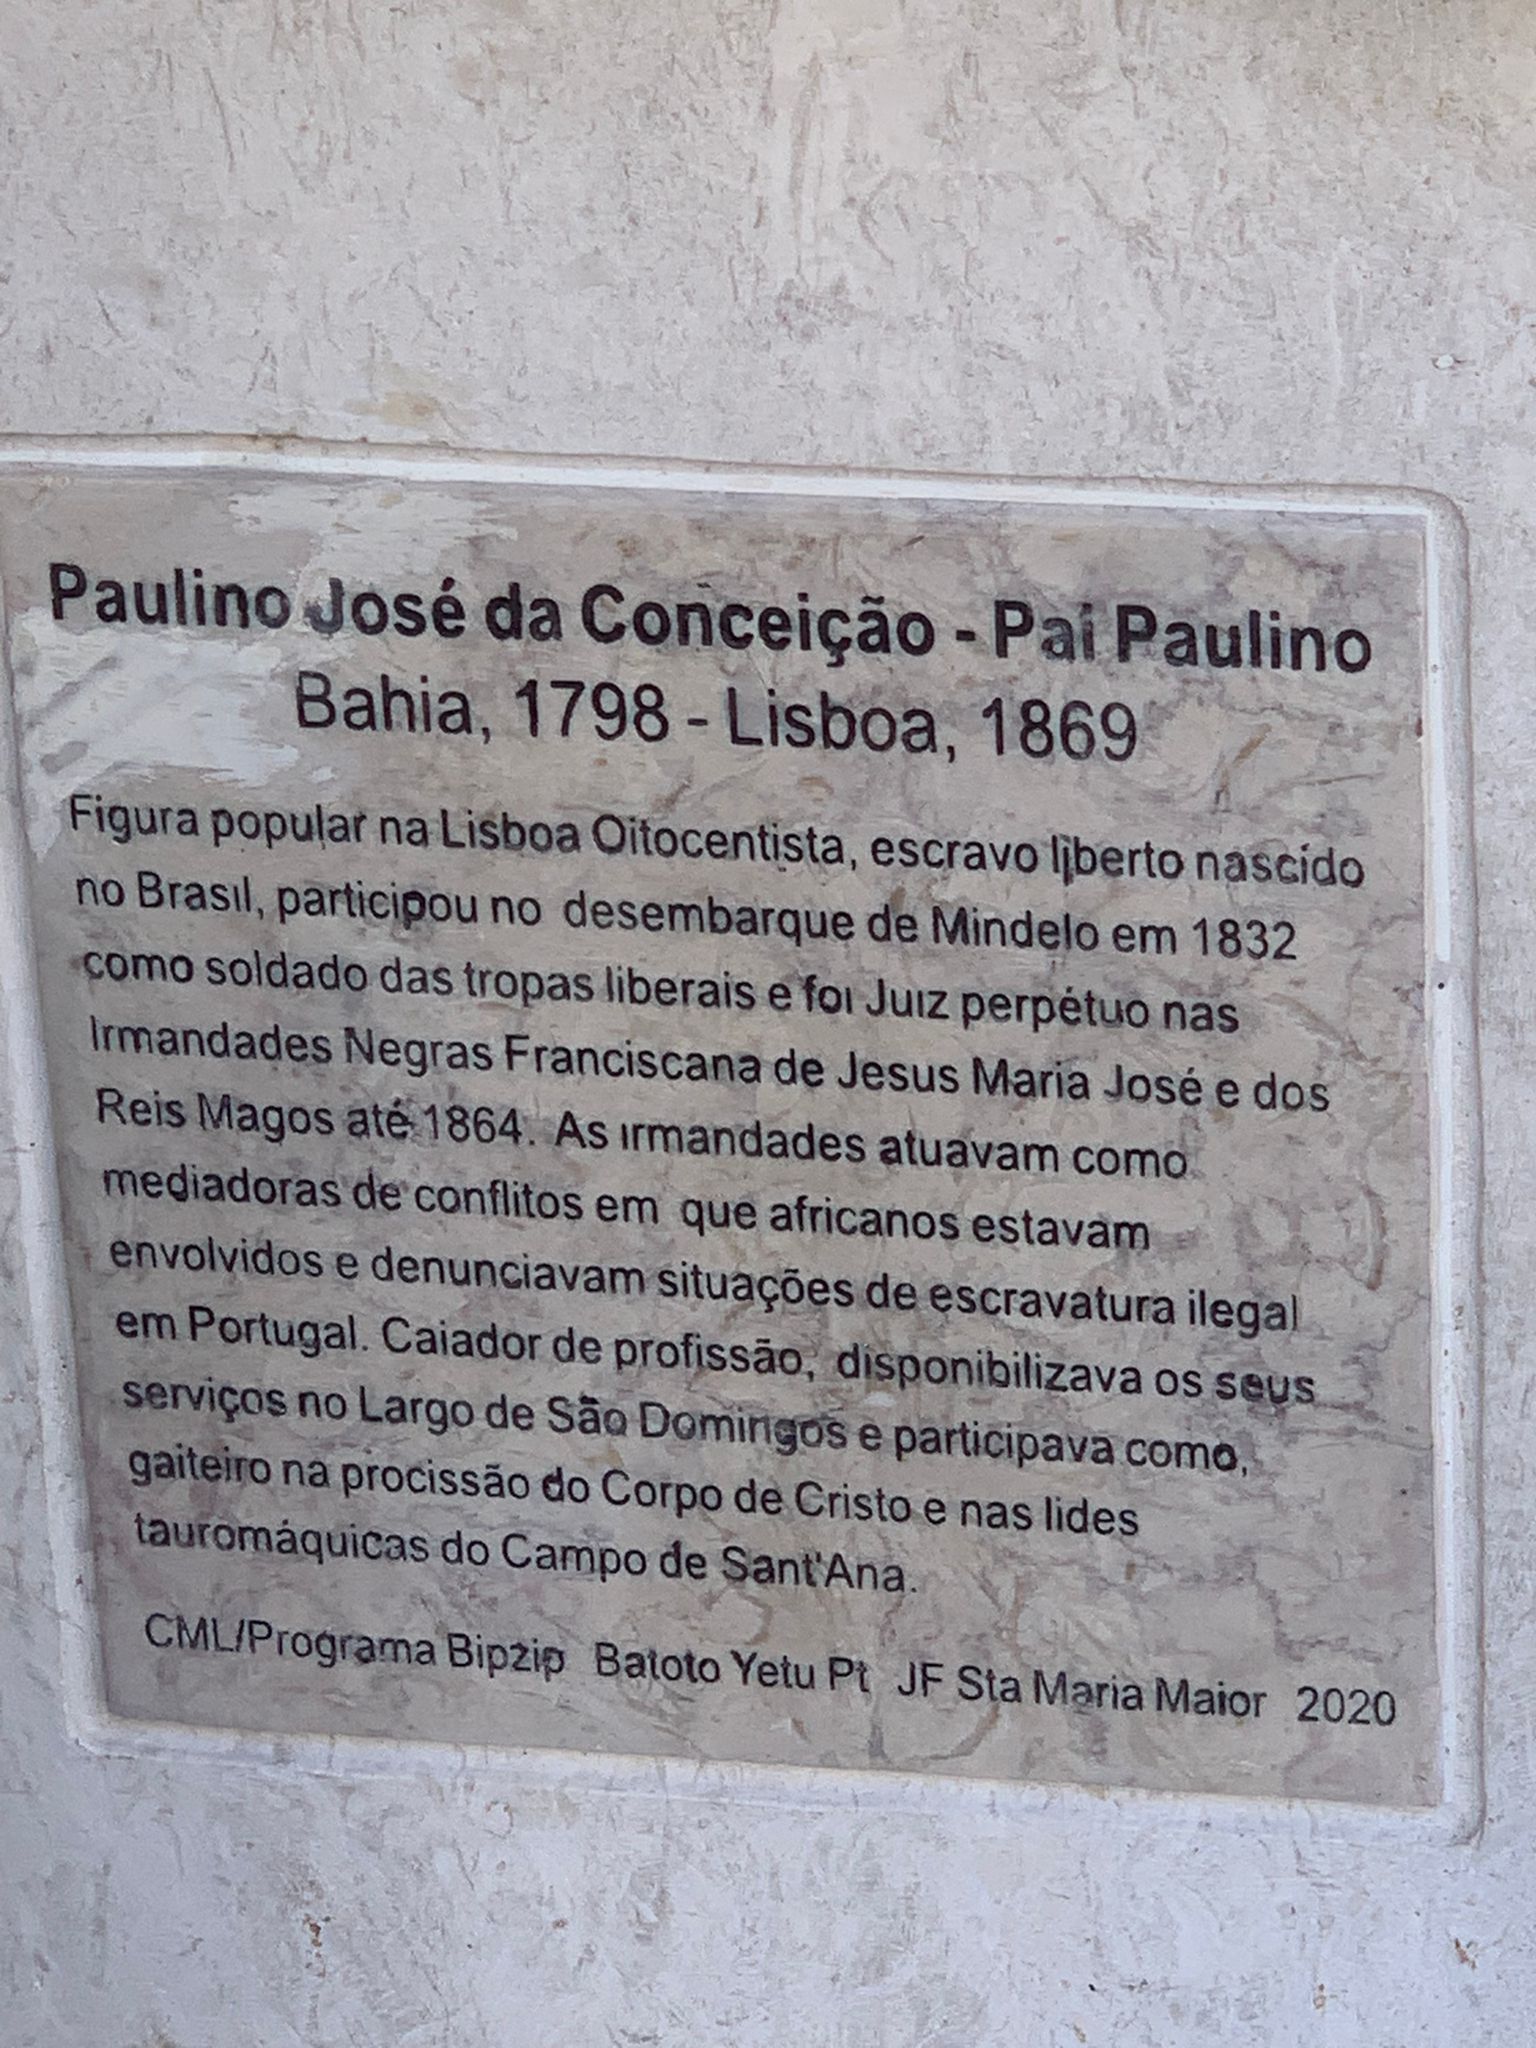 Paulino José da Conceição - Pai Paulino
Bahia, 1798 - Lisboa, 1869
Figura popular na Lisboa Oitocentista, escravo liberto nascido
no Brasil, participou no desembarque de Mindelo em 1832
como soldado das tropas liberais e foi Juiz perpétuo nas
Irmandades Negras Franciscana de Jesus Maria José e dos
Reis Magos até 1864. As irmandades atuavam como
mediadoras de conflitos em que africanos estavam
envolvidos e denunciavam situações de escravatura ilegal
em Portugal. Caiador de profissão, disponibilizava os seus
serviços no Largo de São Domingos e participava como,
gaiteiro na procissão do Corpo de Cristo e nas lides
tauromáquicas do Campo de Sant'Ana.
CML/Programa Bipzip Batoto Yetu Pt JF Sta Maria Maior 2020